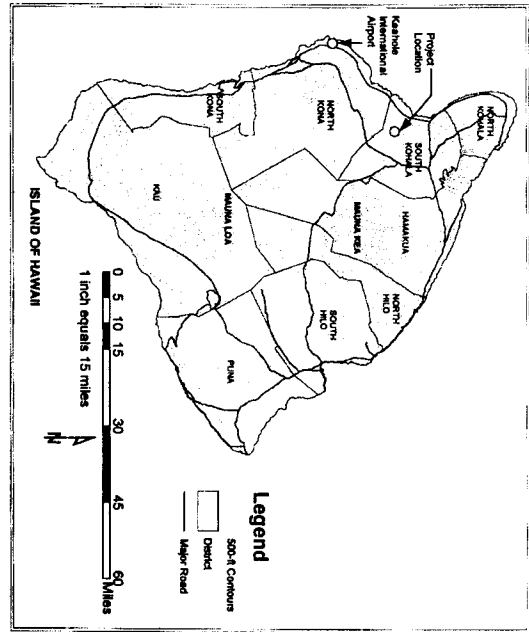 Project
Location
Keahole
International
Airport
NORTH
KOHALA
SOUTH
KOHALA
HAMAKUA
NORTH
HILO
MAUNA KEA
NORTH
KONA
SOUTH
HILO
SOUTH
KONA
MAUNA LOA
PUNA
KAU
ISLAND OF HAWAII
0 5 10 15 30 45 60
Miles
1 inch equals 15 miles
N
Legend
500-ft Contours
District
Major Road